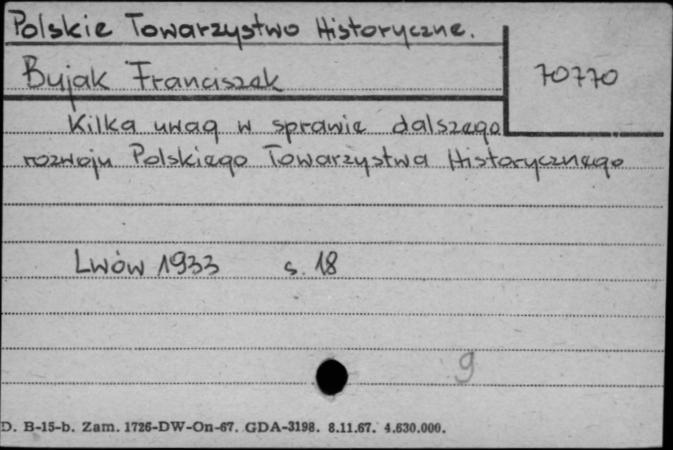 Polskie Towarzystwo Historyczne.
Bujak Franciszek
70770
Kilka uwag w sprawie dalszego
rozwoju Polskiego Towarzystwa Historycznego
Lwów 1933 s. 18
9
D. B-15-b. Zam. 1726-DW-On-67. GDA-3198. 8.11.67. 4.630.000.